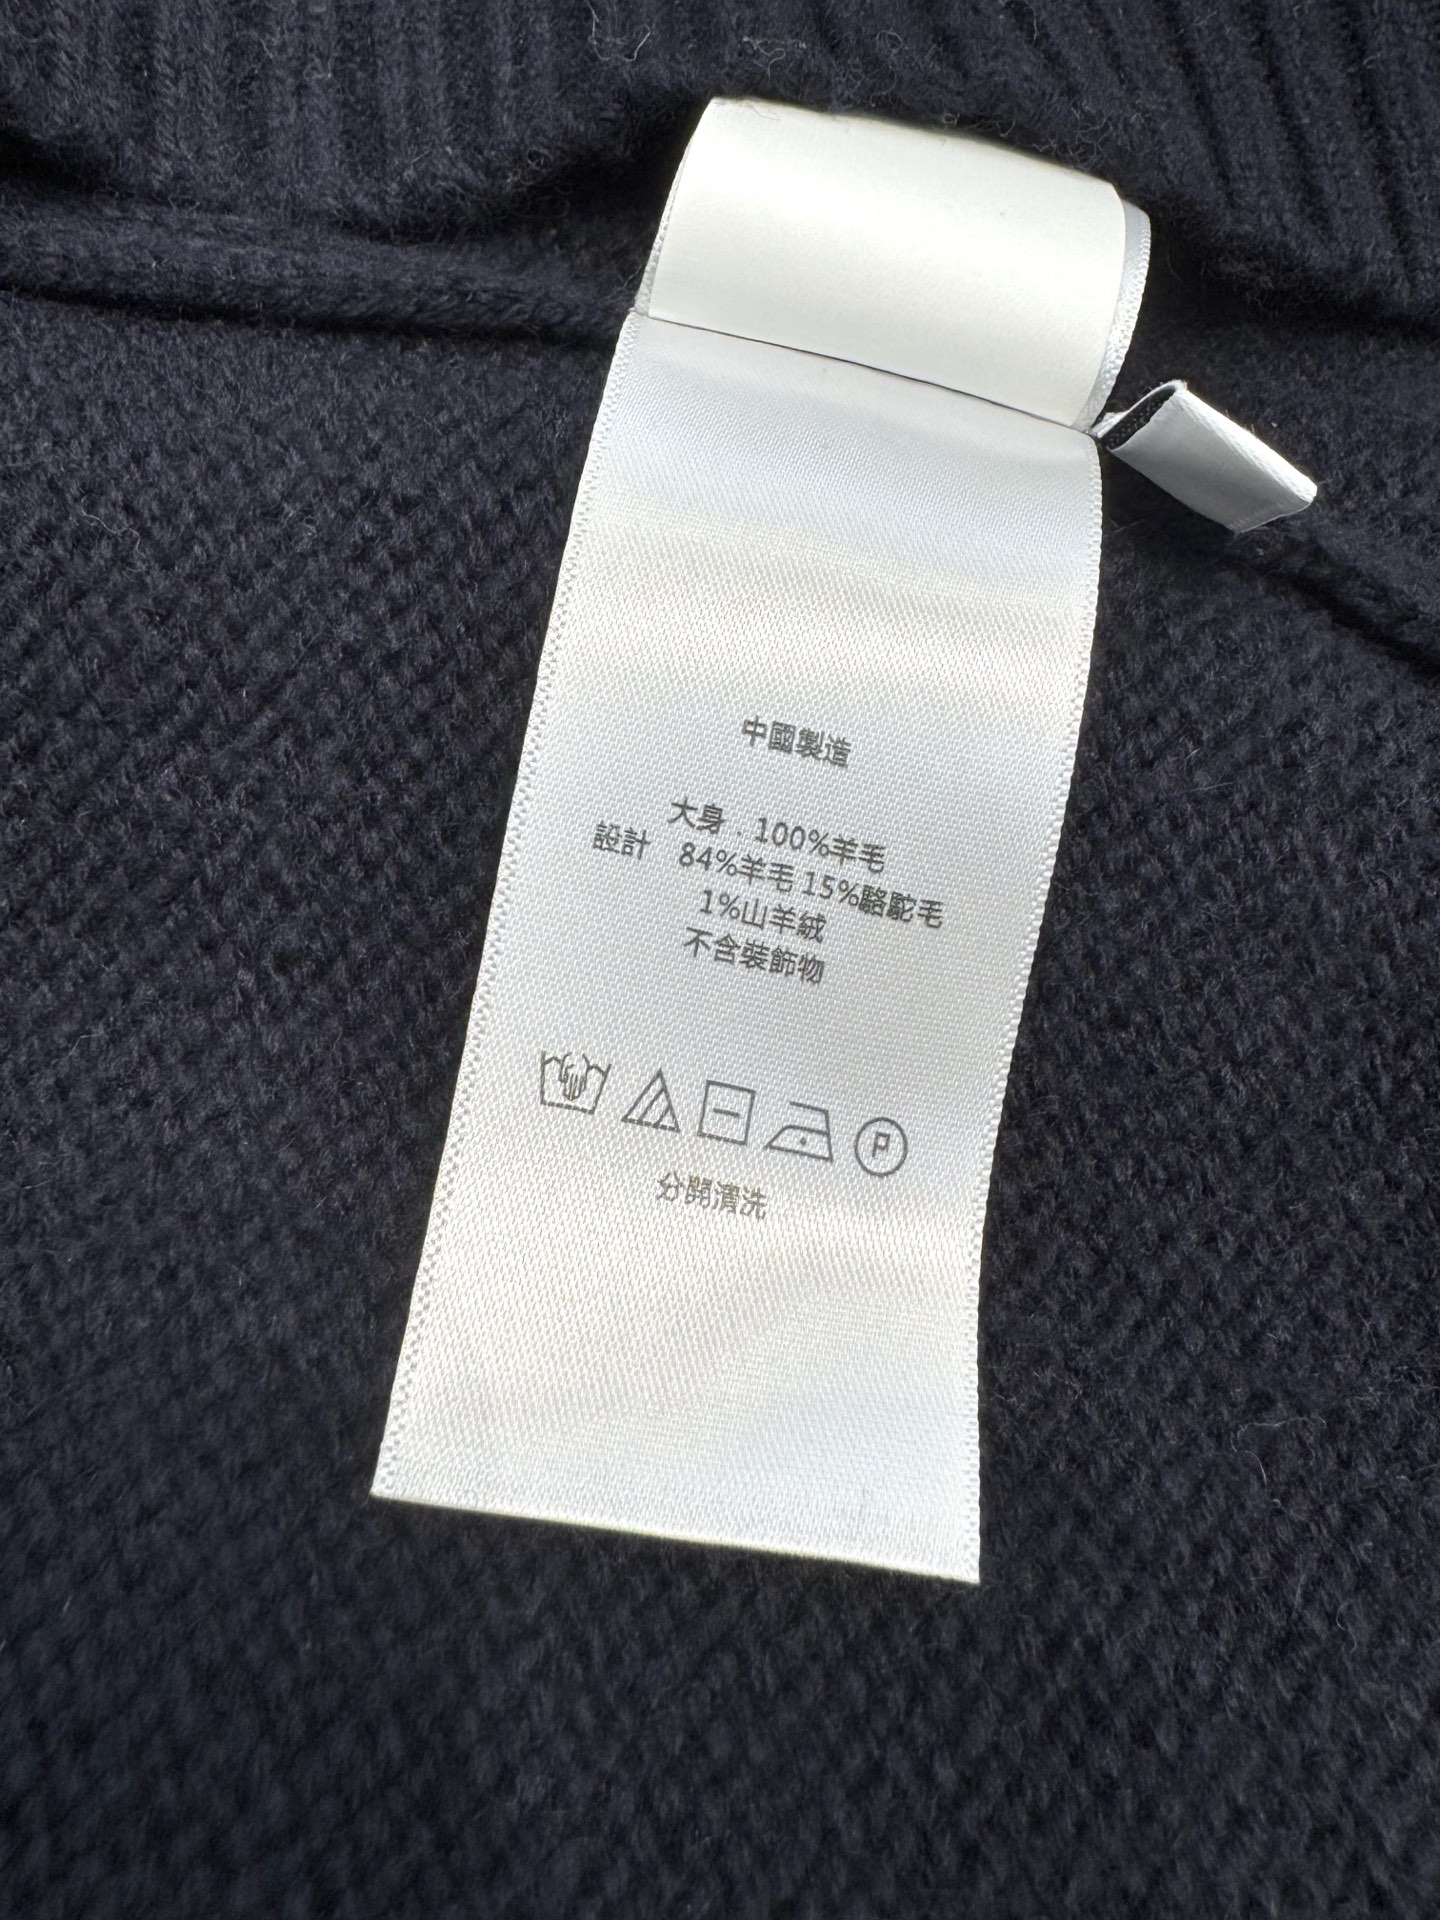 中國製造
大身：100%羊毛
設計 84%羊毛 15%駱駝毛
1%山羊絨
不含裝飾物
P
分開清洗